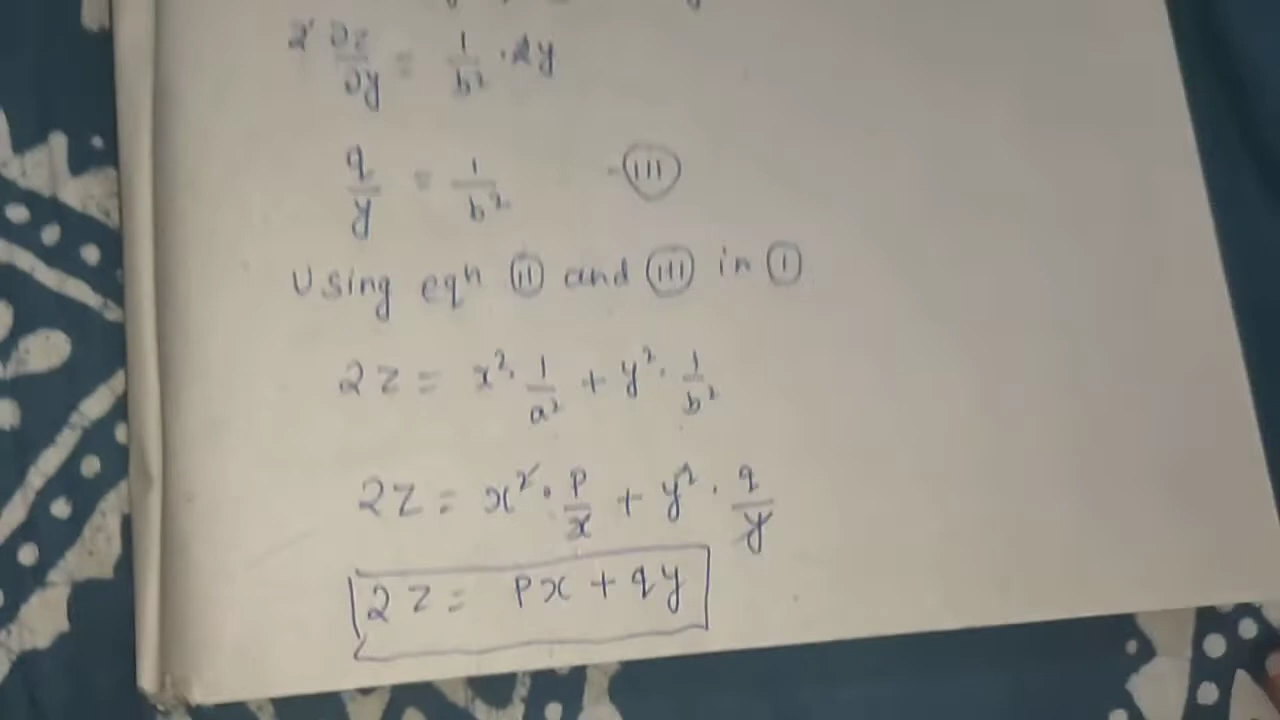 2 ∂z/∂y = 1/b² · 2y
q/y = 1/b² -(III)
Using eqn (II) and (III) in (I)
2z = x² · 1/a² + y² · 1/b²
2z = x² · p/x + y² · q/y
2z = px + qy